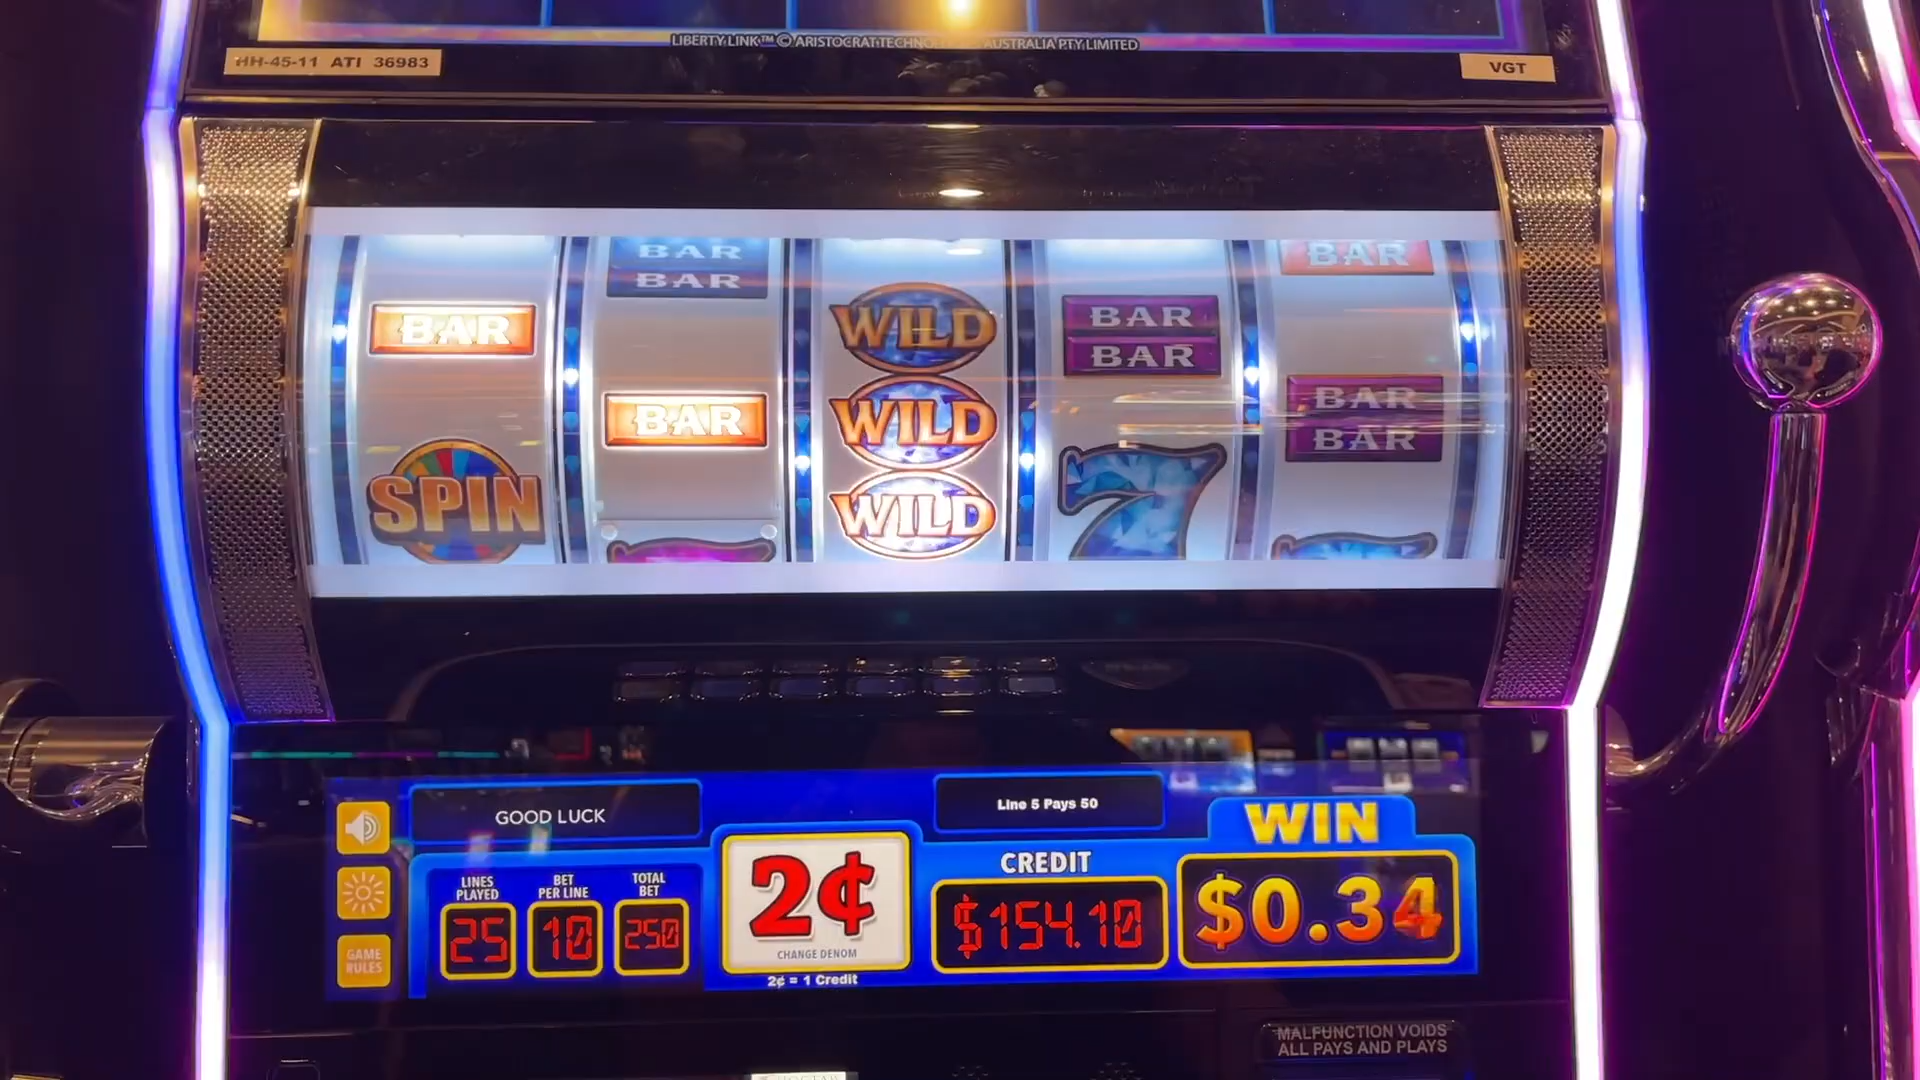 LIBERTY LINK™ © ARISTOCRAT TECHNO AUSTRALIA PTY LIMITED
HH-45-11 ATI 36983
VGT
BAR
BAR
BAR
WILD
BAR
BAR
BAR
BAR
WILD
BAR
BAR
SPIN
WILD
7
GOOD LUCK
Line 5 Pays 50
WIN
LINES PLAYED
BET PER LINE
TOTAL BET
2¢
CREDIT
25
10
250
$154.10
$0.34
CHANGE DENOM
GAME RULES
2¢ = 1 Credit
MALFUNCTION VOIDS
ALL PAYS AND PLAYS